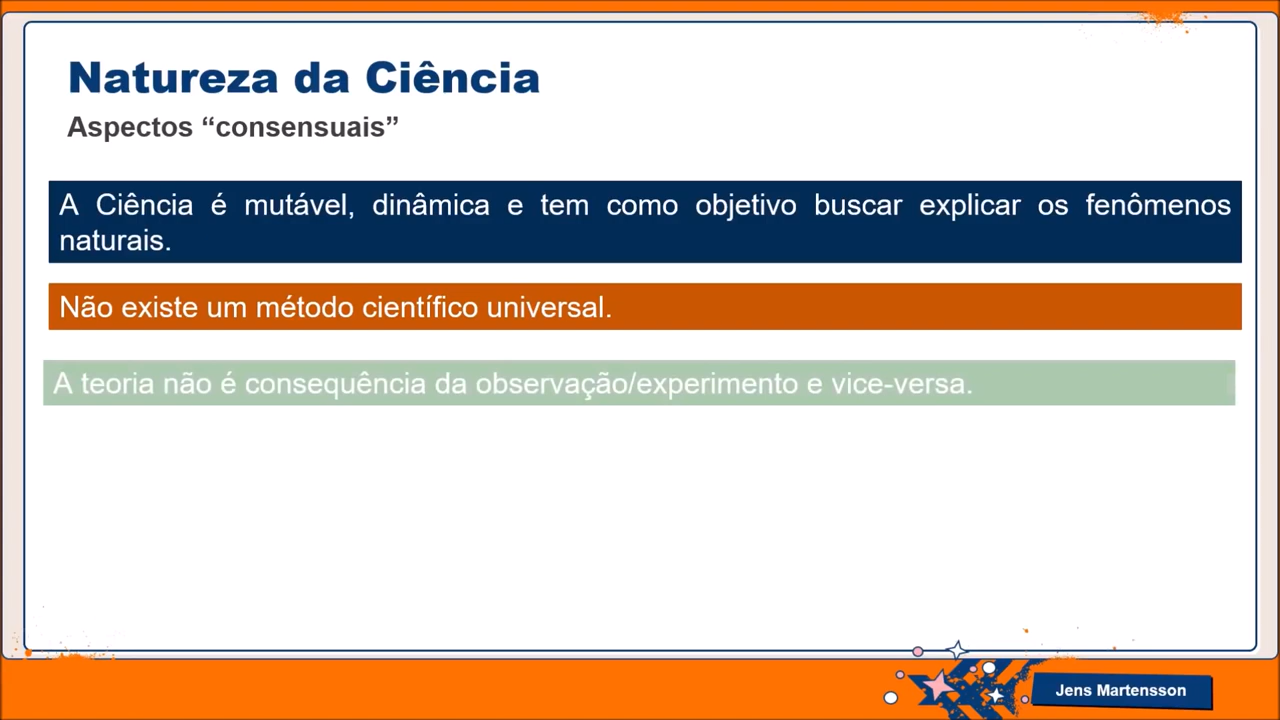 Natureza da Ciência
Aspectos “consensuais”
A Ciência é mutável, dinâmica e tem como objetivo buscar explicar os fenômenos
naturais.
Não existe um método científico universal.
A teoria não é consequência da observação/experimento e vice-versa.
Jens Martensson